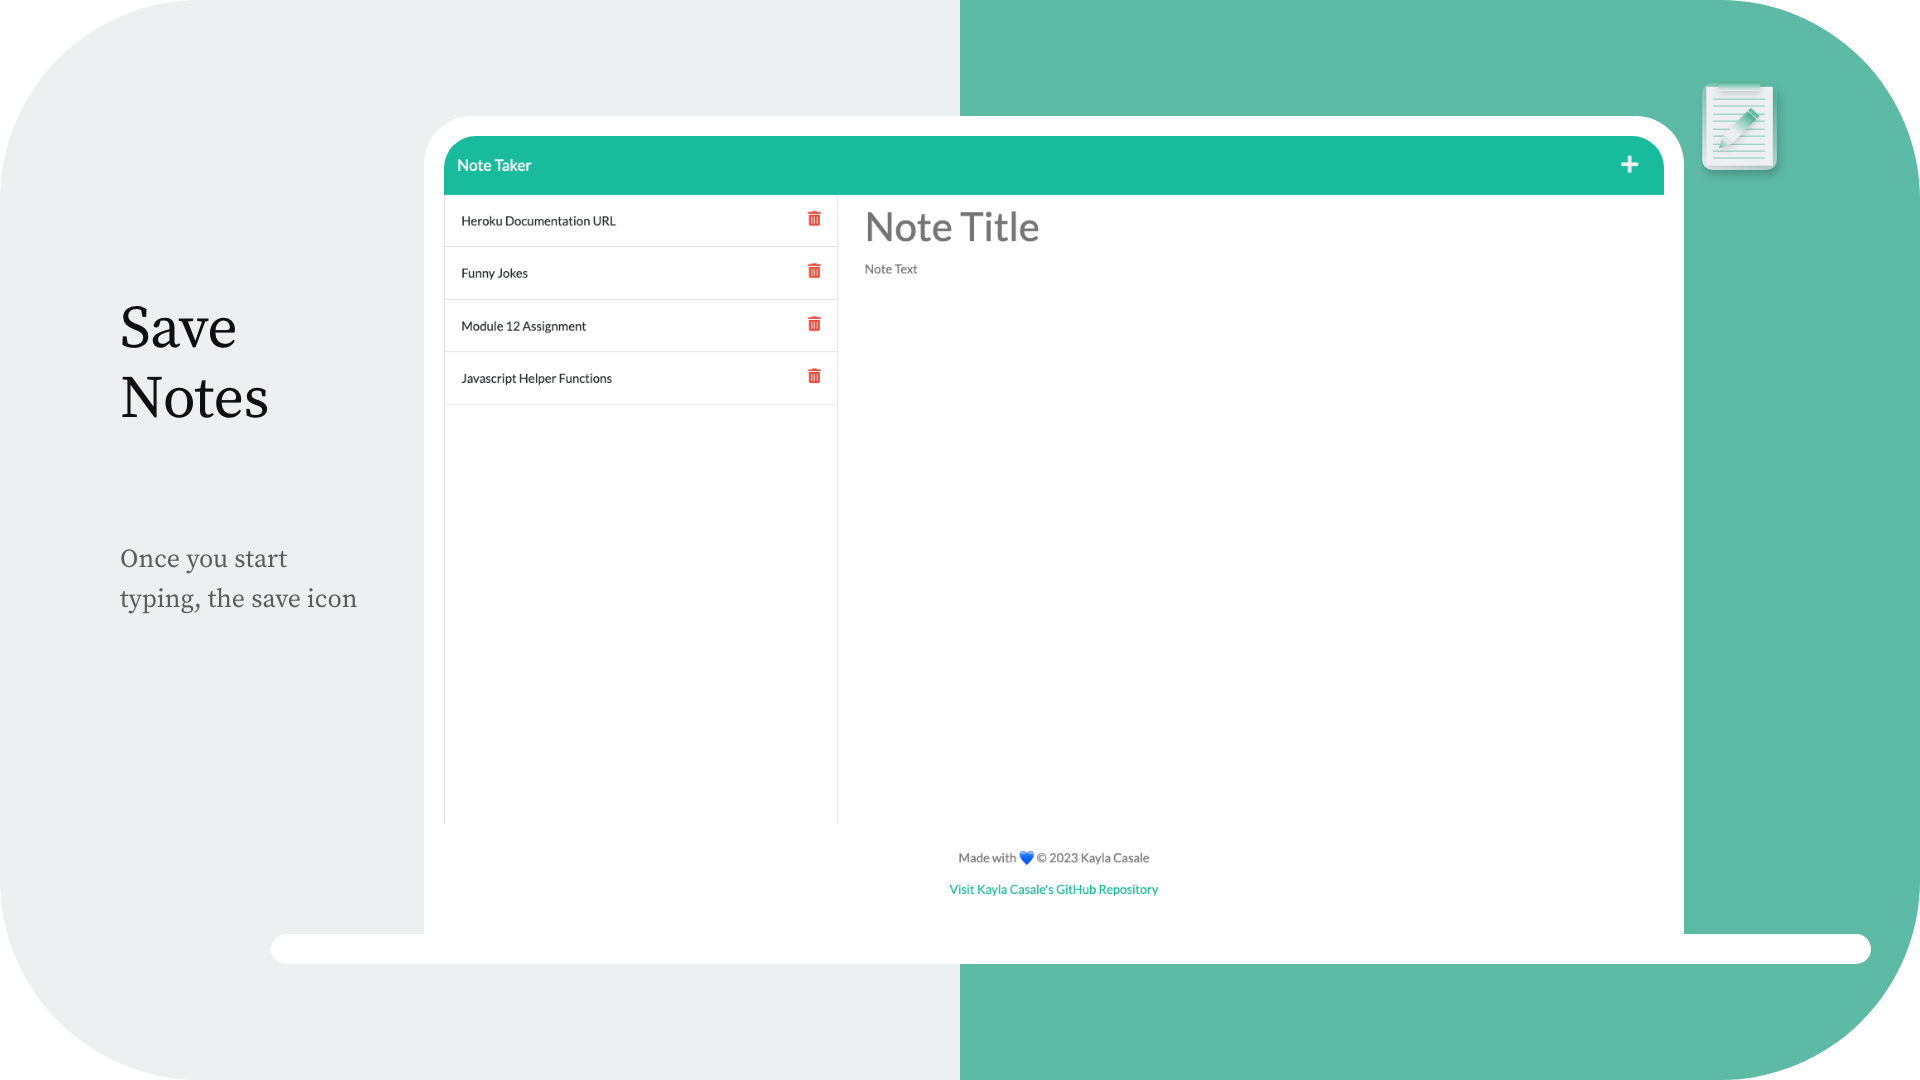 Save
Notes
Once you start
typing, the save icon
Note Taker
Heroku Documentation URL
Funny Jokes
Module 12 Assignment
Javascript Helper Functions
Note Title
Note Text
Made with 💙 © 2023 Kayla Casale
Visit Kayla Casale's GitHub Repository